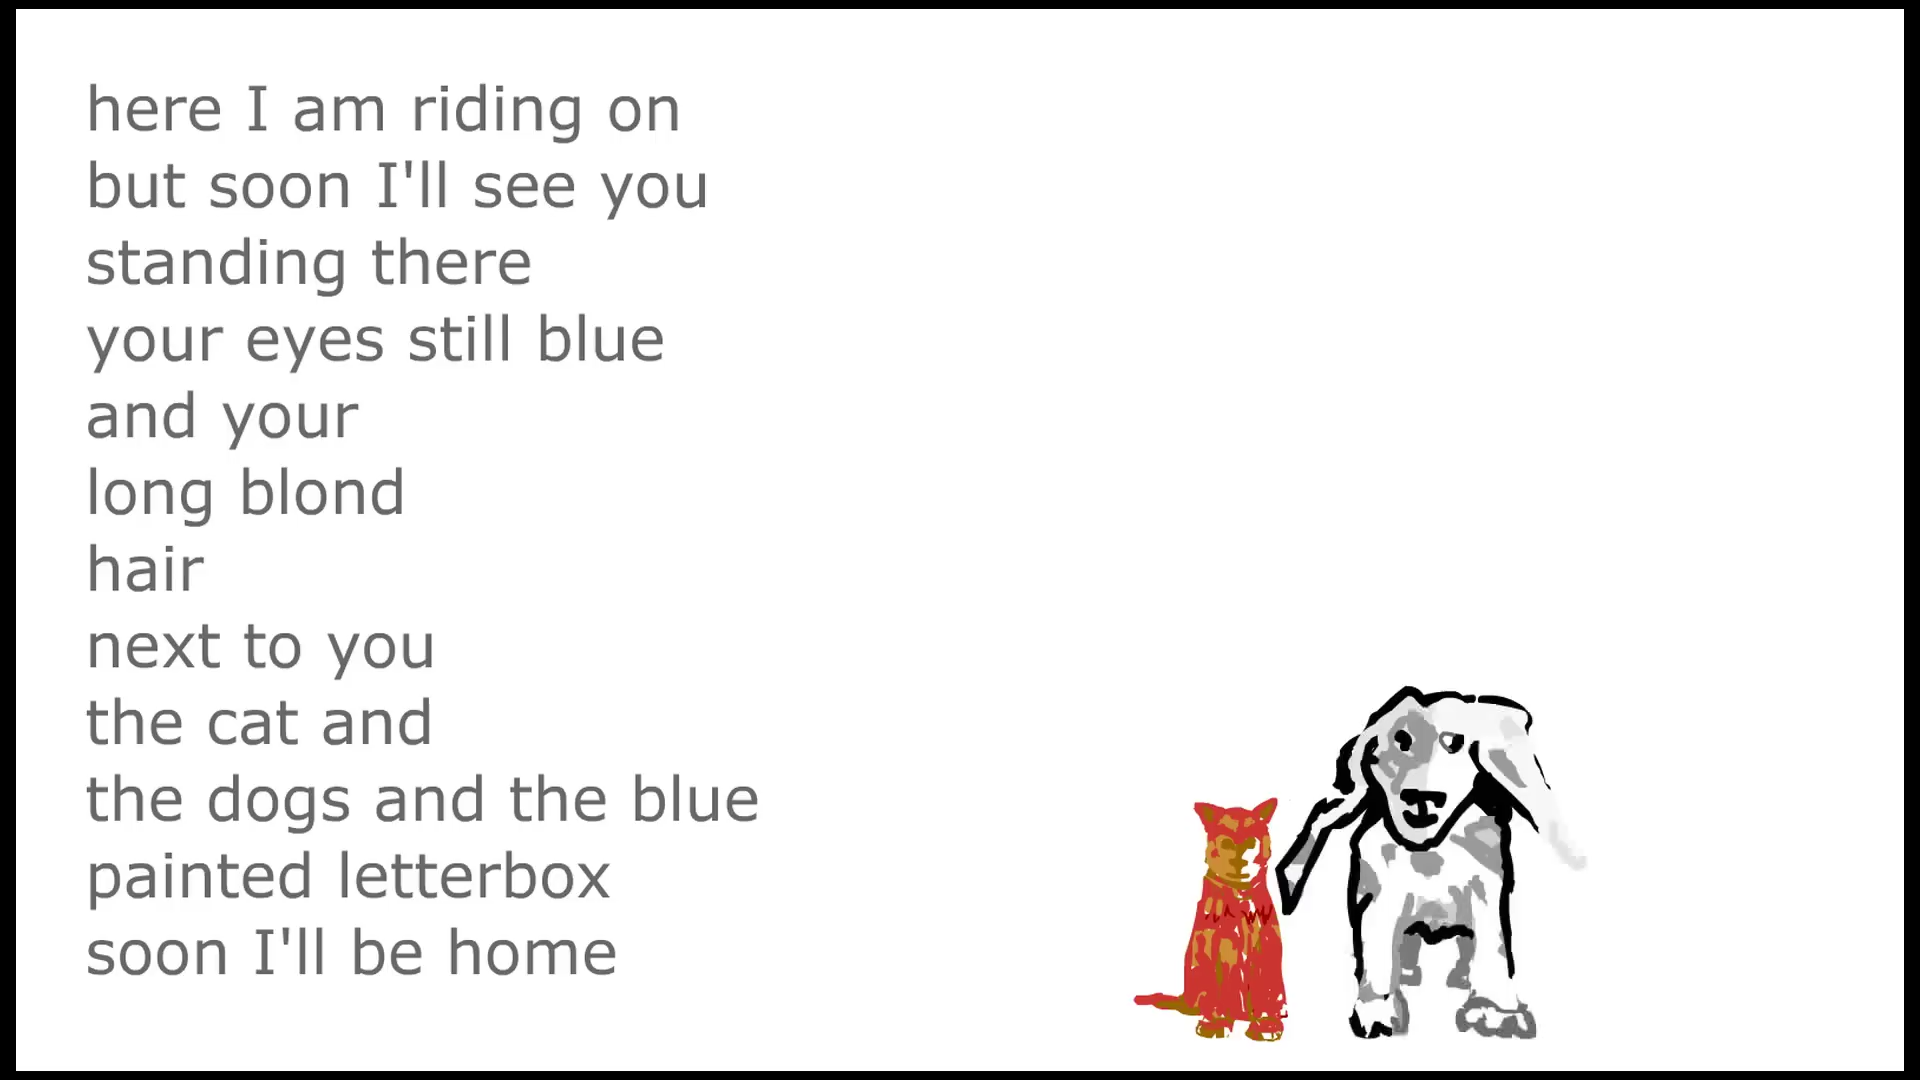 here I am riding on
but soon I'll see you
standing there
your eyes still blue
and your
long blond
hair
next to you
the cat and
the dogs and the blue
painted letterbox
soon I'll be home